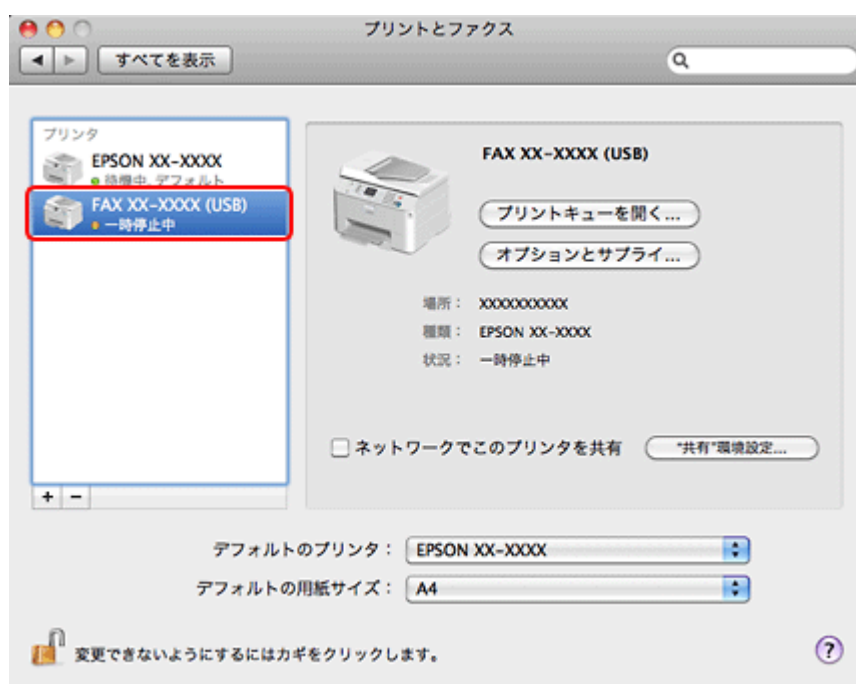 プリントとファクス
すべてを表示
プリンタ
EPSON XX-XXXX
待機中, デフォルト
FAX XX-XXXX (USB)
一時停止中
+ −
FAX XX-XXXX (USB)
プリントキューを開く...
オプションとサプライ...
場所： XXXXXXXXXX
種類： EPSON XX-XXXX
状況： 一時停止中
ネットワークでこのプリンタを共有
"共有"環境設定...
デフォルトのプリンタ： EPSON XX-XXXX
デフォルトの用紙サイズ： A4
変更できないようにするにはカギをクリックします。
?